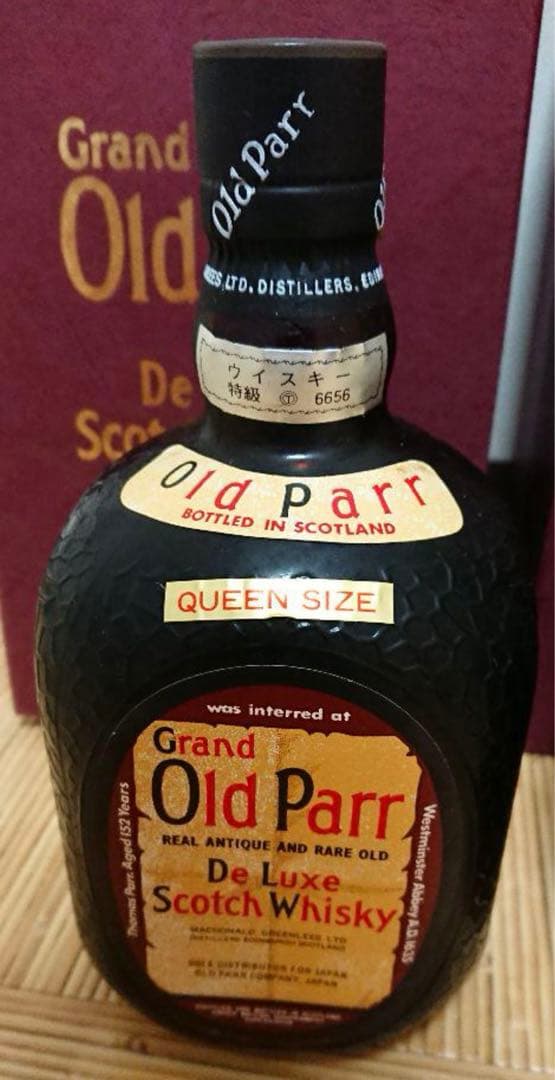 Grand
Old
De
Scot
Old Parr
LTD. DISTILLERS,
ウイスキー
特級 Ⓣ 6656
Old Parr
BOTTLED IN SCOTLAND
QUEEN SIZE
was interred at
Grand
Old Parr
REAL ANTIQUE AND RARE OLD
De Luxe
Scotch Whisky
MACDONALD GREENLEES LTD
DISTILLERS EDINBURGH SCOTLAND
SOLE DISTRIBUTOR FOR JAPAN
OLD PARR COMPANY, JAPAN
Thomas Parr. Aged 152 Years
Westminster Abbey A.D. 1635